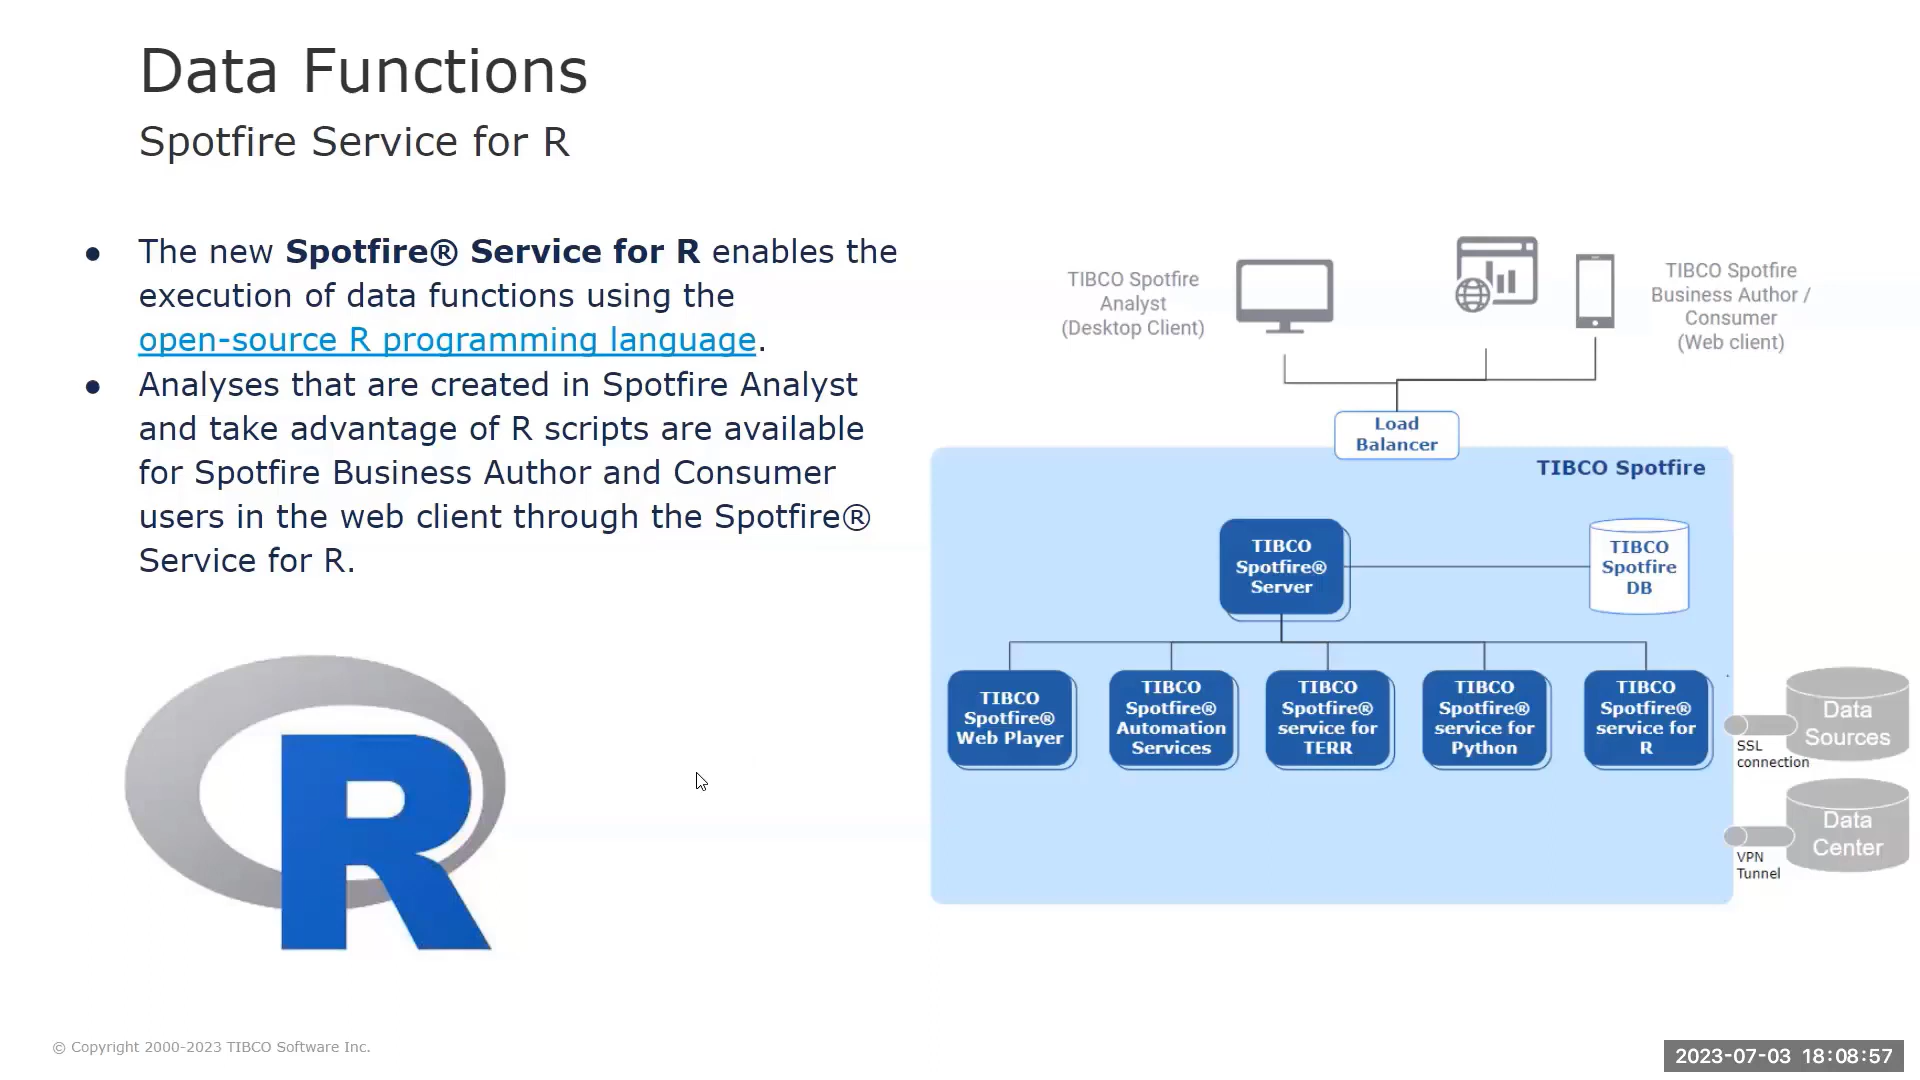 Data Functions
Spotfire Service for R
● The new Spotfire® Service for R enables the
execution of data functions using the
open-source R programming language.
● Analyses that are created in Spotfire Analyst
and take advantage of R scripts are available
for Spotfire Business Author and Consumer
users in the web client through the Spotfire®
Service for R.
R
TIBCO Spotfire
Analyst
(Desktop Client)
TIBCO Spotfire
Business Author /
Consumer
(Web client)
Load
Balancer
TIBCO Spotfire
TIBCO
Spotfire®
Server
TIBCO
Spotfire
DB
TIBCO
Spotfire®
Web Player
TIBCO
Spotfire®
Automation
Services
TIBCO
Spotfire®
service for
TERR
TIBCO
Spotfire®
service for
Python
TIBCO
Spotfire®
service for
R
Data
Sources
SSL
connection
Data
Center
VPN
Tunnel
© Copyright 2000-2023 TIBCO Software Inc.
2023-07-03 18:08:57